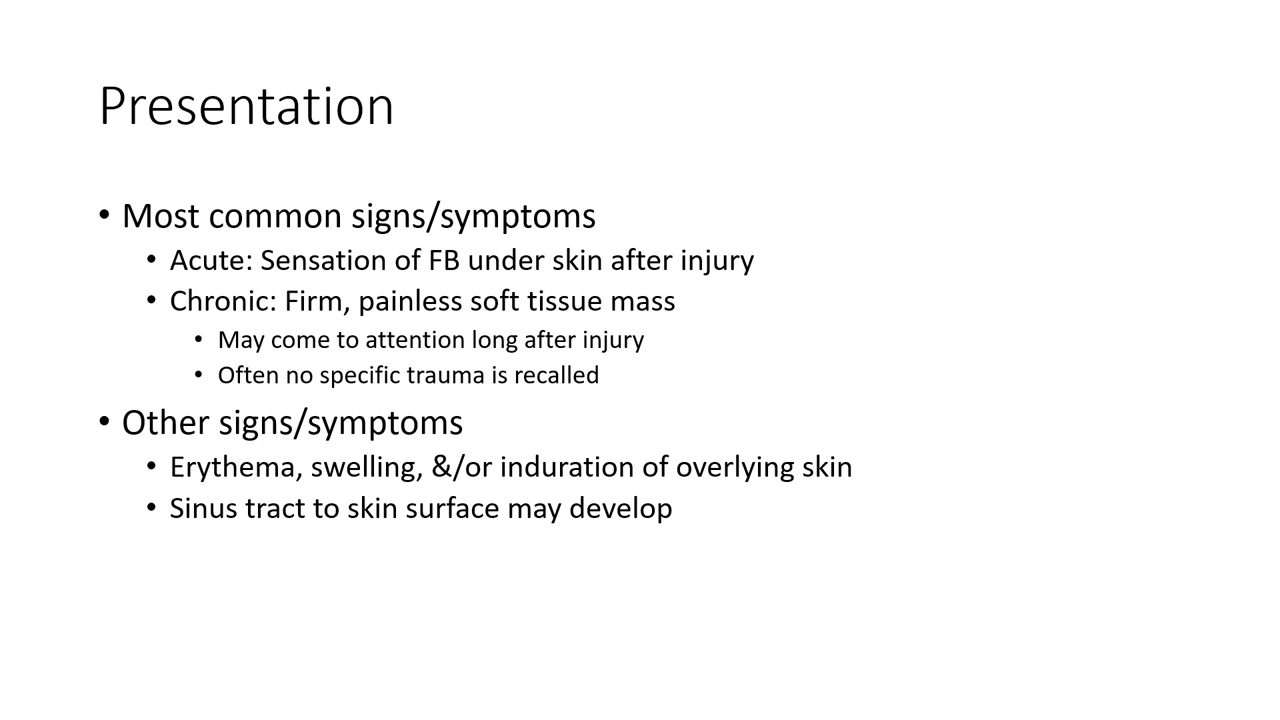 Presentation
• Most common signs/symptoms
• Acute: Sensation of FB under skin after injury
• Chronic: Firm, painless soft tissue mass
• May come to attention long after injury
• Often no specific trauma is recalled
• Other signs/symptoms
• Erythema, swelling, &/or induration of overlying skin
• Sinus tract to skin surface may develop